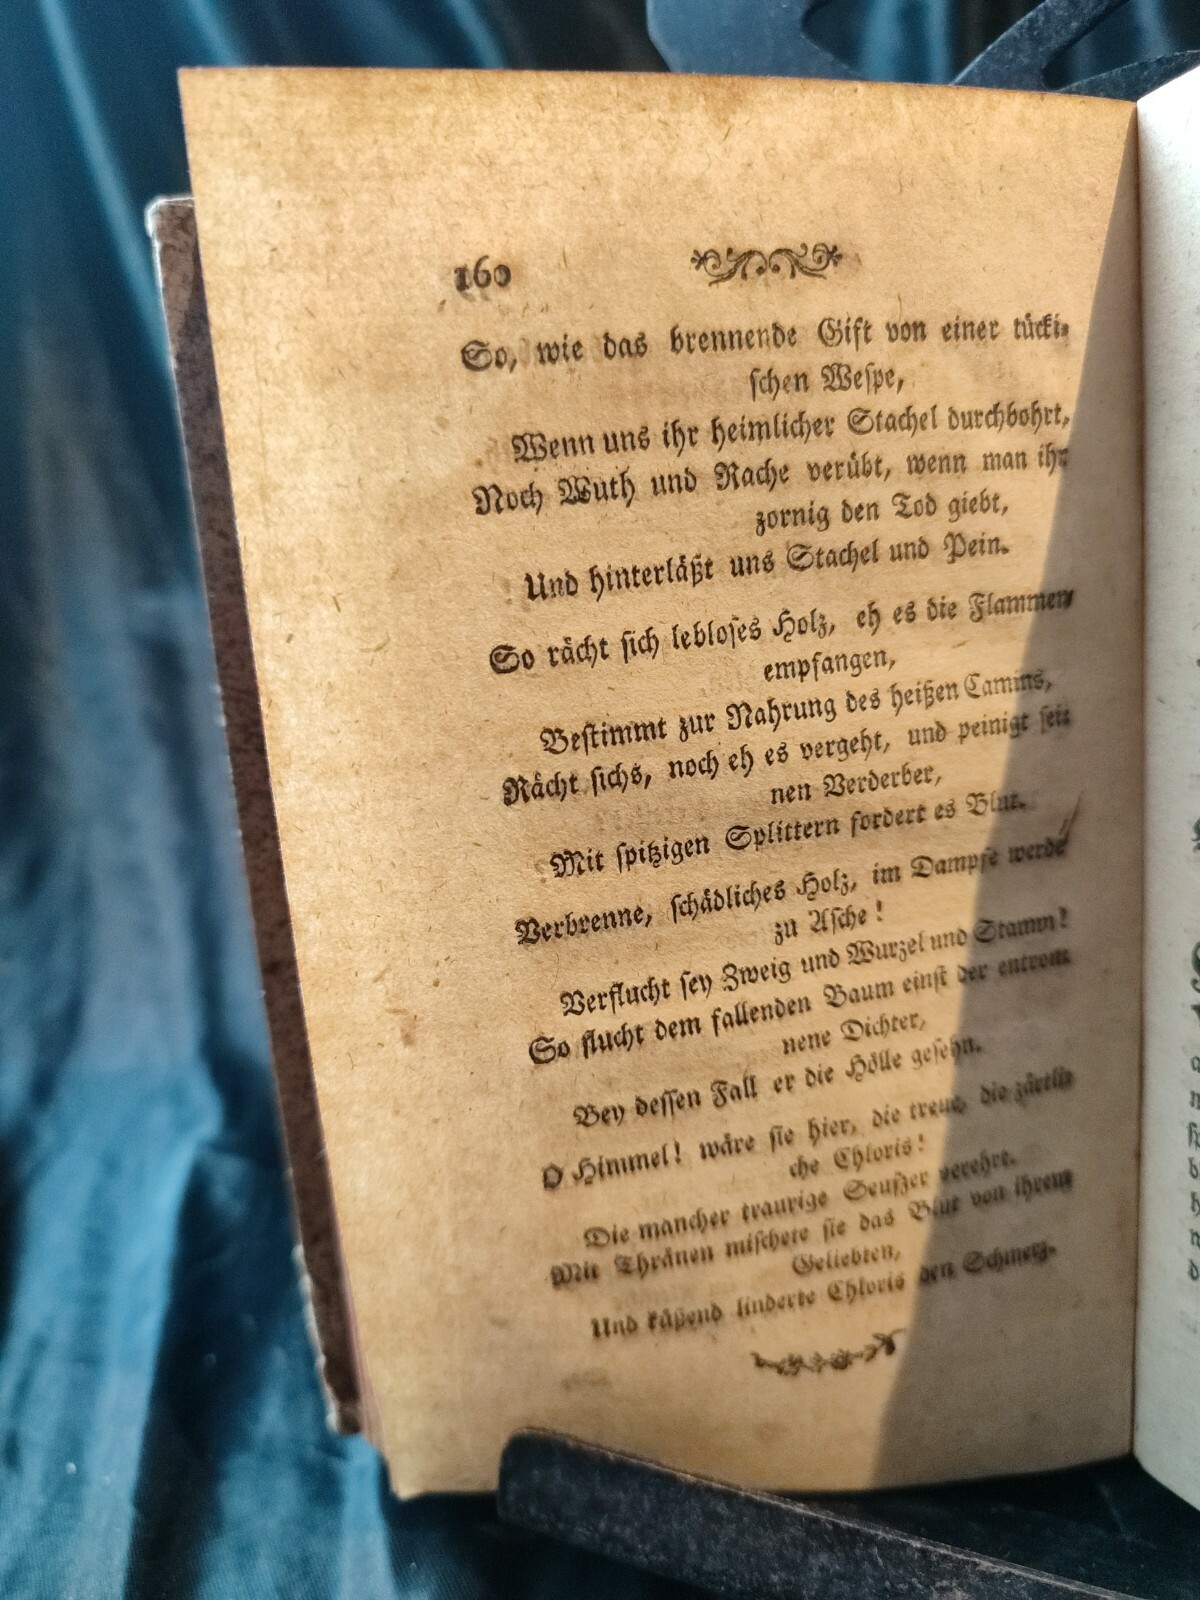 160
So, wie das brennende Gift von einer tücki⸗
schen Wespe,
Wenn uns ihr heimlicher Stachel durchbohrt,
Noch Wuth und Rache verübt, wenn man ihr
zornig den Tod giebt,
Und hinterläßt uns Stachel und Pein.
So rächt sich lebloses Holz, eh es die Flammen
empfangen,
Bestimmt zur Nahrung des heißen Camins,
Rächt sichs, noch eh es vergeht, und peinigt sei⸗
nen Verderber,
Mit spitzigen Splittern fordert es Blut.
Verbrenne, schädliches Holz, im Dampfe werde
zu Asche!
Verflucht sey Zweig und Wurzel und Stamm!
So flucht dem fallenden Baum einst der entron⸗
nene Dichter,
Bey dessen Fall er die Hölle gesehn.
O Himmel! wäre sie hier, die treue, die zärtli⸗
che Chloris!
Die mancher traurige Seufzer verehrt.
Mit Thränen mischete sie das Blut von ihrem
Geliebten,
Und küßend linderte Chloris den Schmerz.